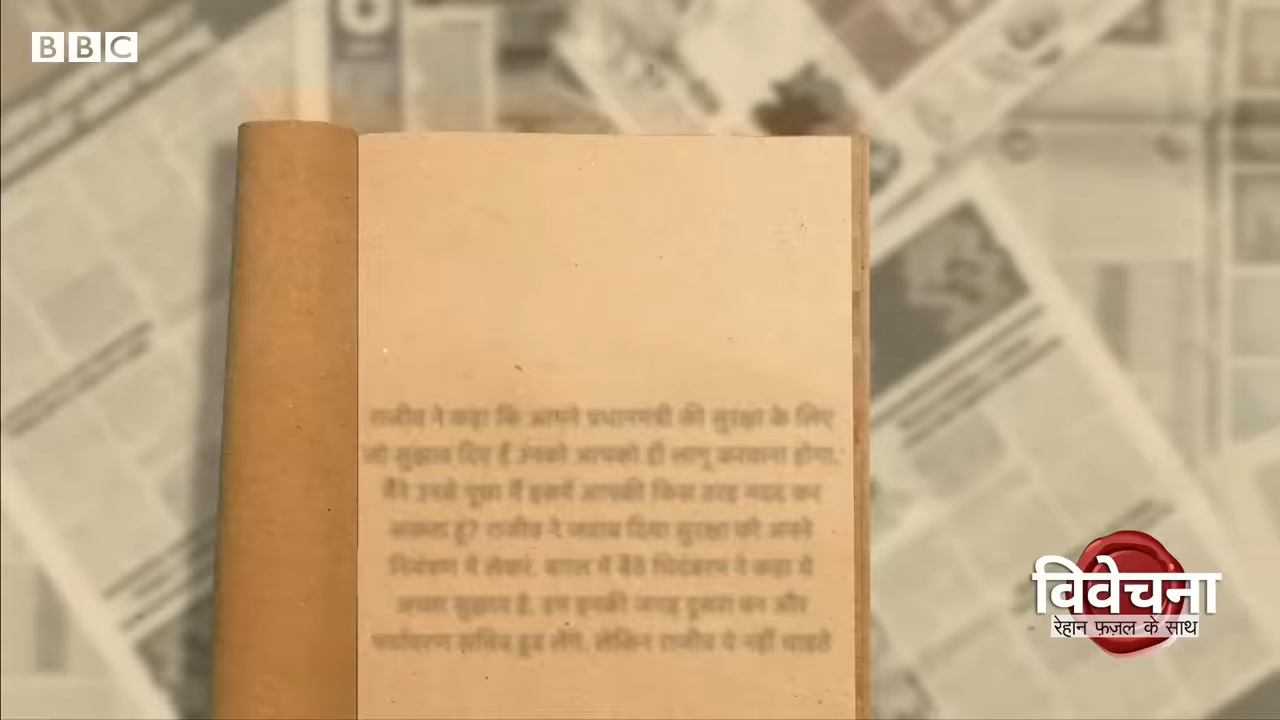 BBC
राजीव ने कहा कि आपने प्रधानमंत्री की सुरक्षा के लिए
जो सुझाव दिए हैं उनको आपको ही लागू करवाना होगा.
मैंने उनसे पूछा मैं इसमें आपकी किस तरह मदद कर
सकता हूं? राजीव ने जवाब दिया सुरक्षा को अपने
नियंत्रण में लेकर. बगल में बैठे चिदंबरम ने कहा ये
अच्छा सुझाव है. हम इनकी जगह दूसरा वन और
पर्यावरण सचिव ढूंढ लेंगे. लेकिन राजीव ये नहीं चाहते
विवेचना
रेहान फ़ज़ल के साथ